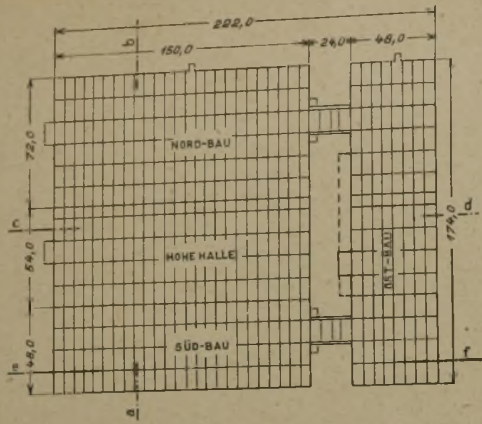 222,0
150,0
24,0
48,0
b
72,0
NORD-BAU
c
d
174,0
54,0
HOHE HALLE
OST-BAU
48,0
SÜD-BAU
e
f
a